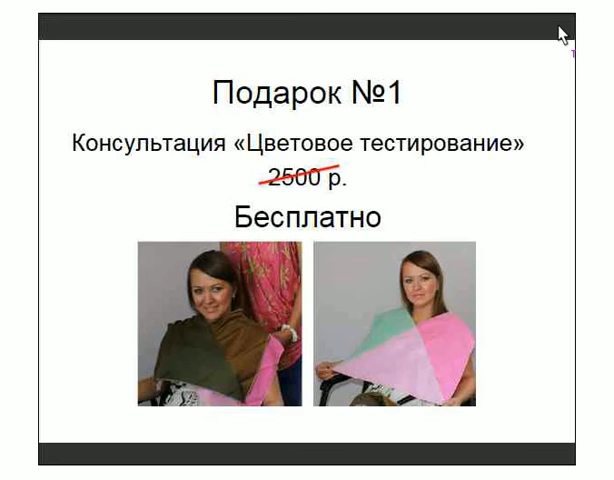 Подарок №1
Консультация «Цветовое тестирование»
2500 р.
Бесплатно